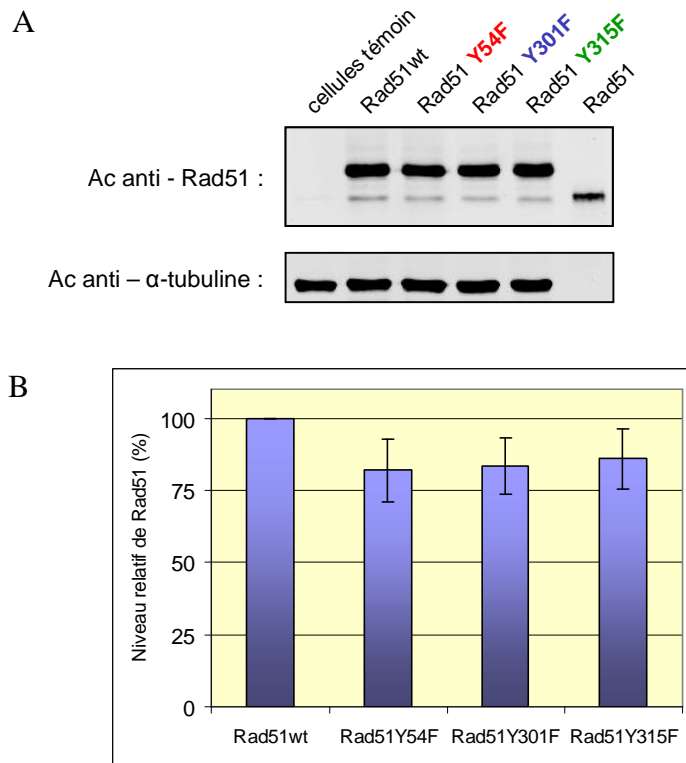 A
cellules témoin
Rad51wt
Rad51 Y54F
Rad51 Y301F
Rad51 Y315F
Rad51
Ac anti - Rad51 :
Ac anti – α-tubuline :
B
Niveau relatif de Rad51 (%)
100
75
50
25
0
Rad51wt
Rad51Y54F
Rad51Y301F
Rad51Y315F